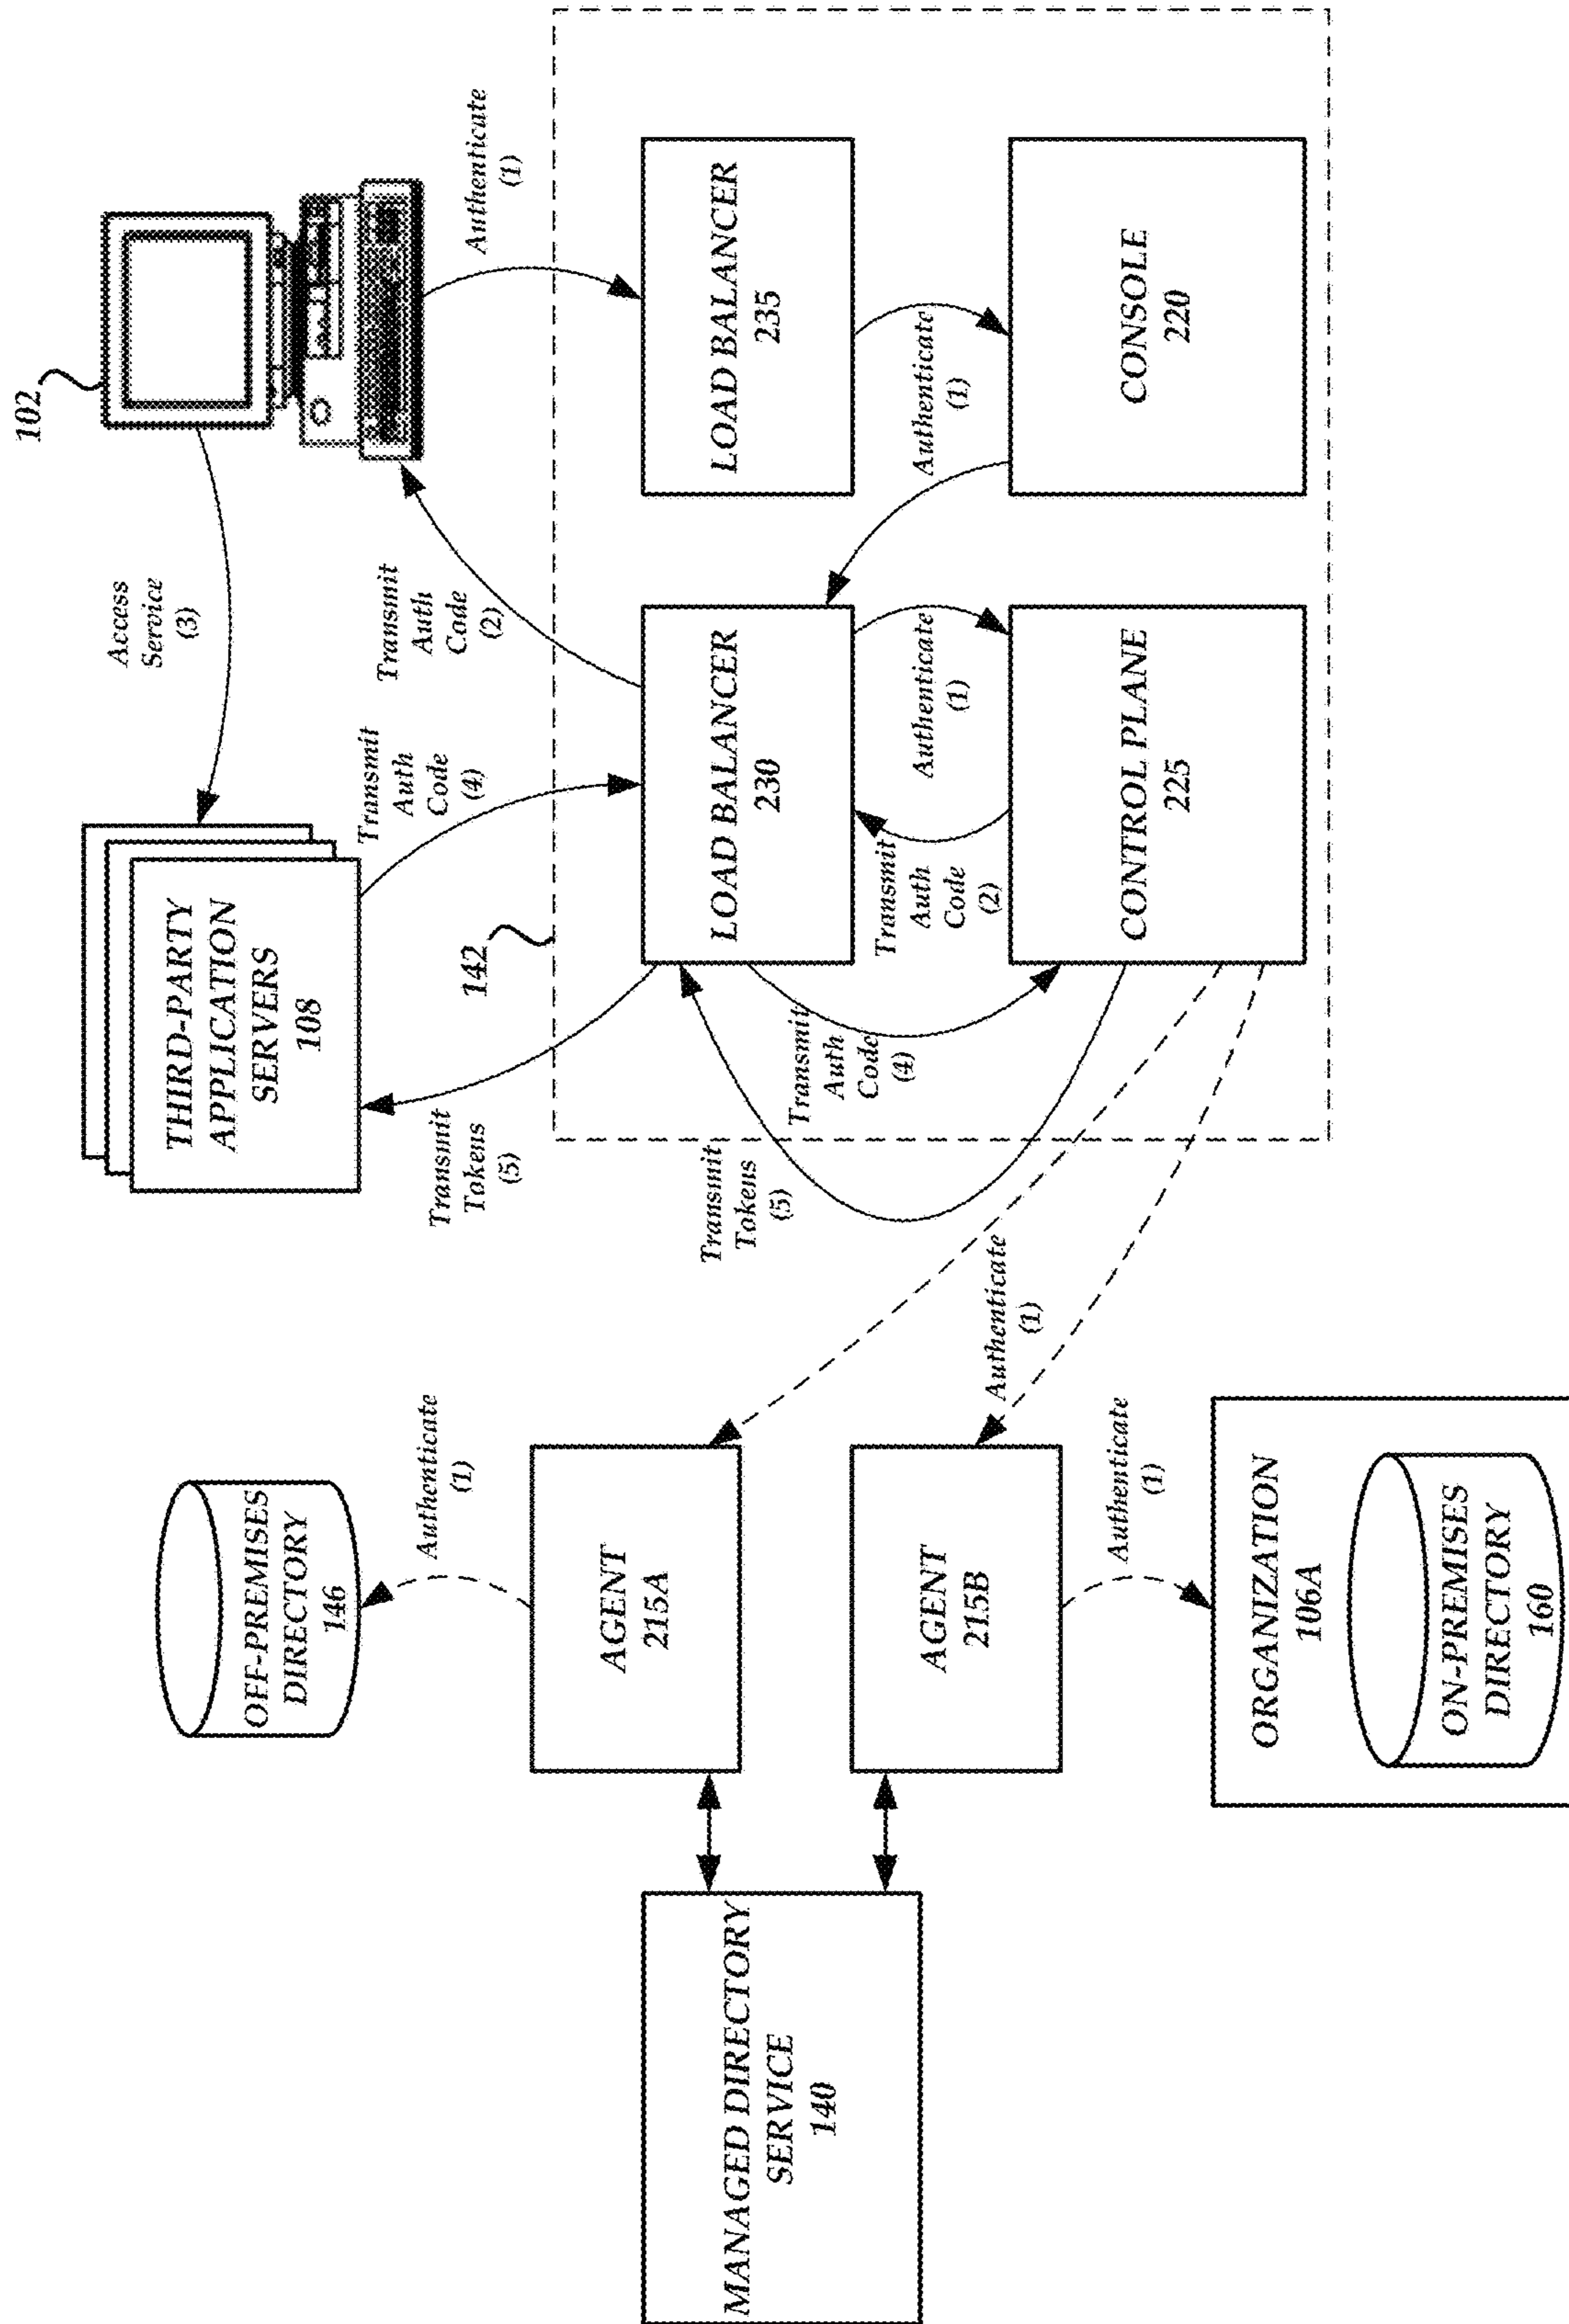 102
Access
Service
(3)
Authenticate
(1)
THIRD-PARTY
APPLICATION
SERVERS
108
Transmit
Auth
Code
(2)
Transmit
Auth
Code
(4)
Transmit
Tokens
(5)
142
LOAD BALANCER
235
LOAD BALANCER
230
Authenticate
(1)
Authenticate
(1)
Transmit
Auth
Code
(2)
Transmit
Auth
Code
(4)
Transmit
Tokens
(5)
CONSOLE
220
CONTROL PLANE
225
Authenticate
(1)
OFF-PREMISES
DIRECTORY
146
Authenticate
(1)
AGENT
215A
AGENT
215B
Authenticate
(1)
ORGANIZATION
106A
ON-PREMISES
DIRECTORY
160
MANAGED DIRECTORY
SERVICE
140